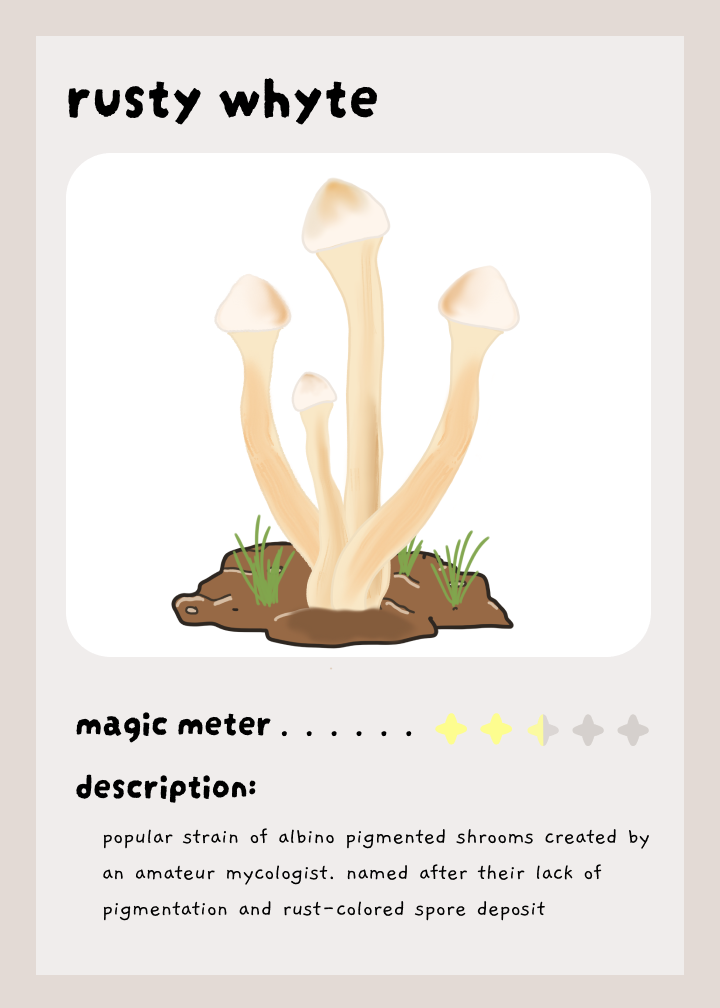 rusty whyte
magic meter . . . . . .
description:
popular strain of albino pigmented shrooms created by
an amateur mycologist. named after their lack of
pigmentation and rust-colored spore deposit